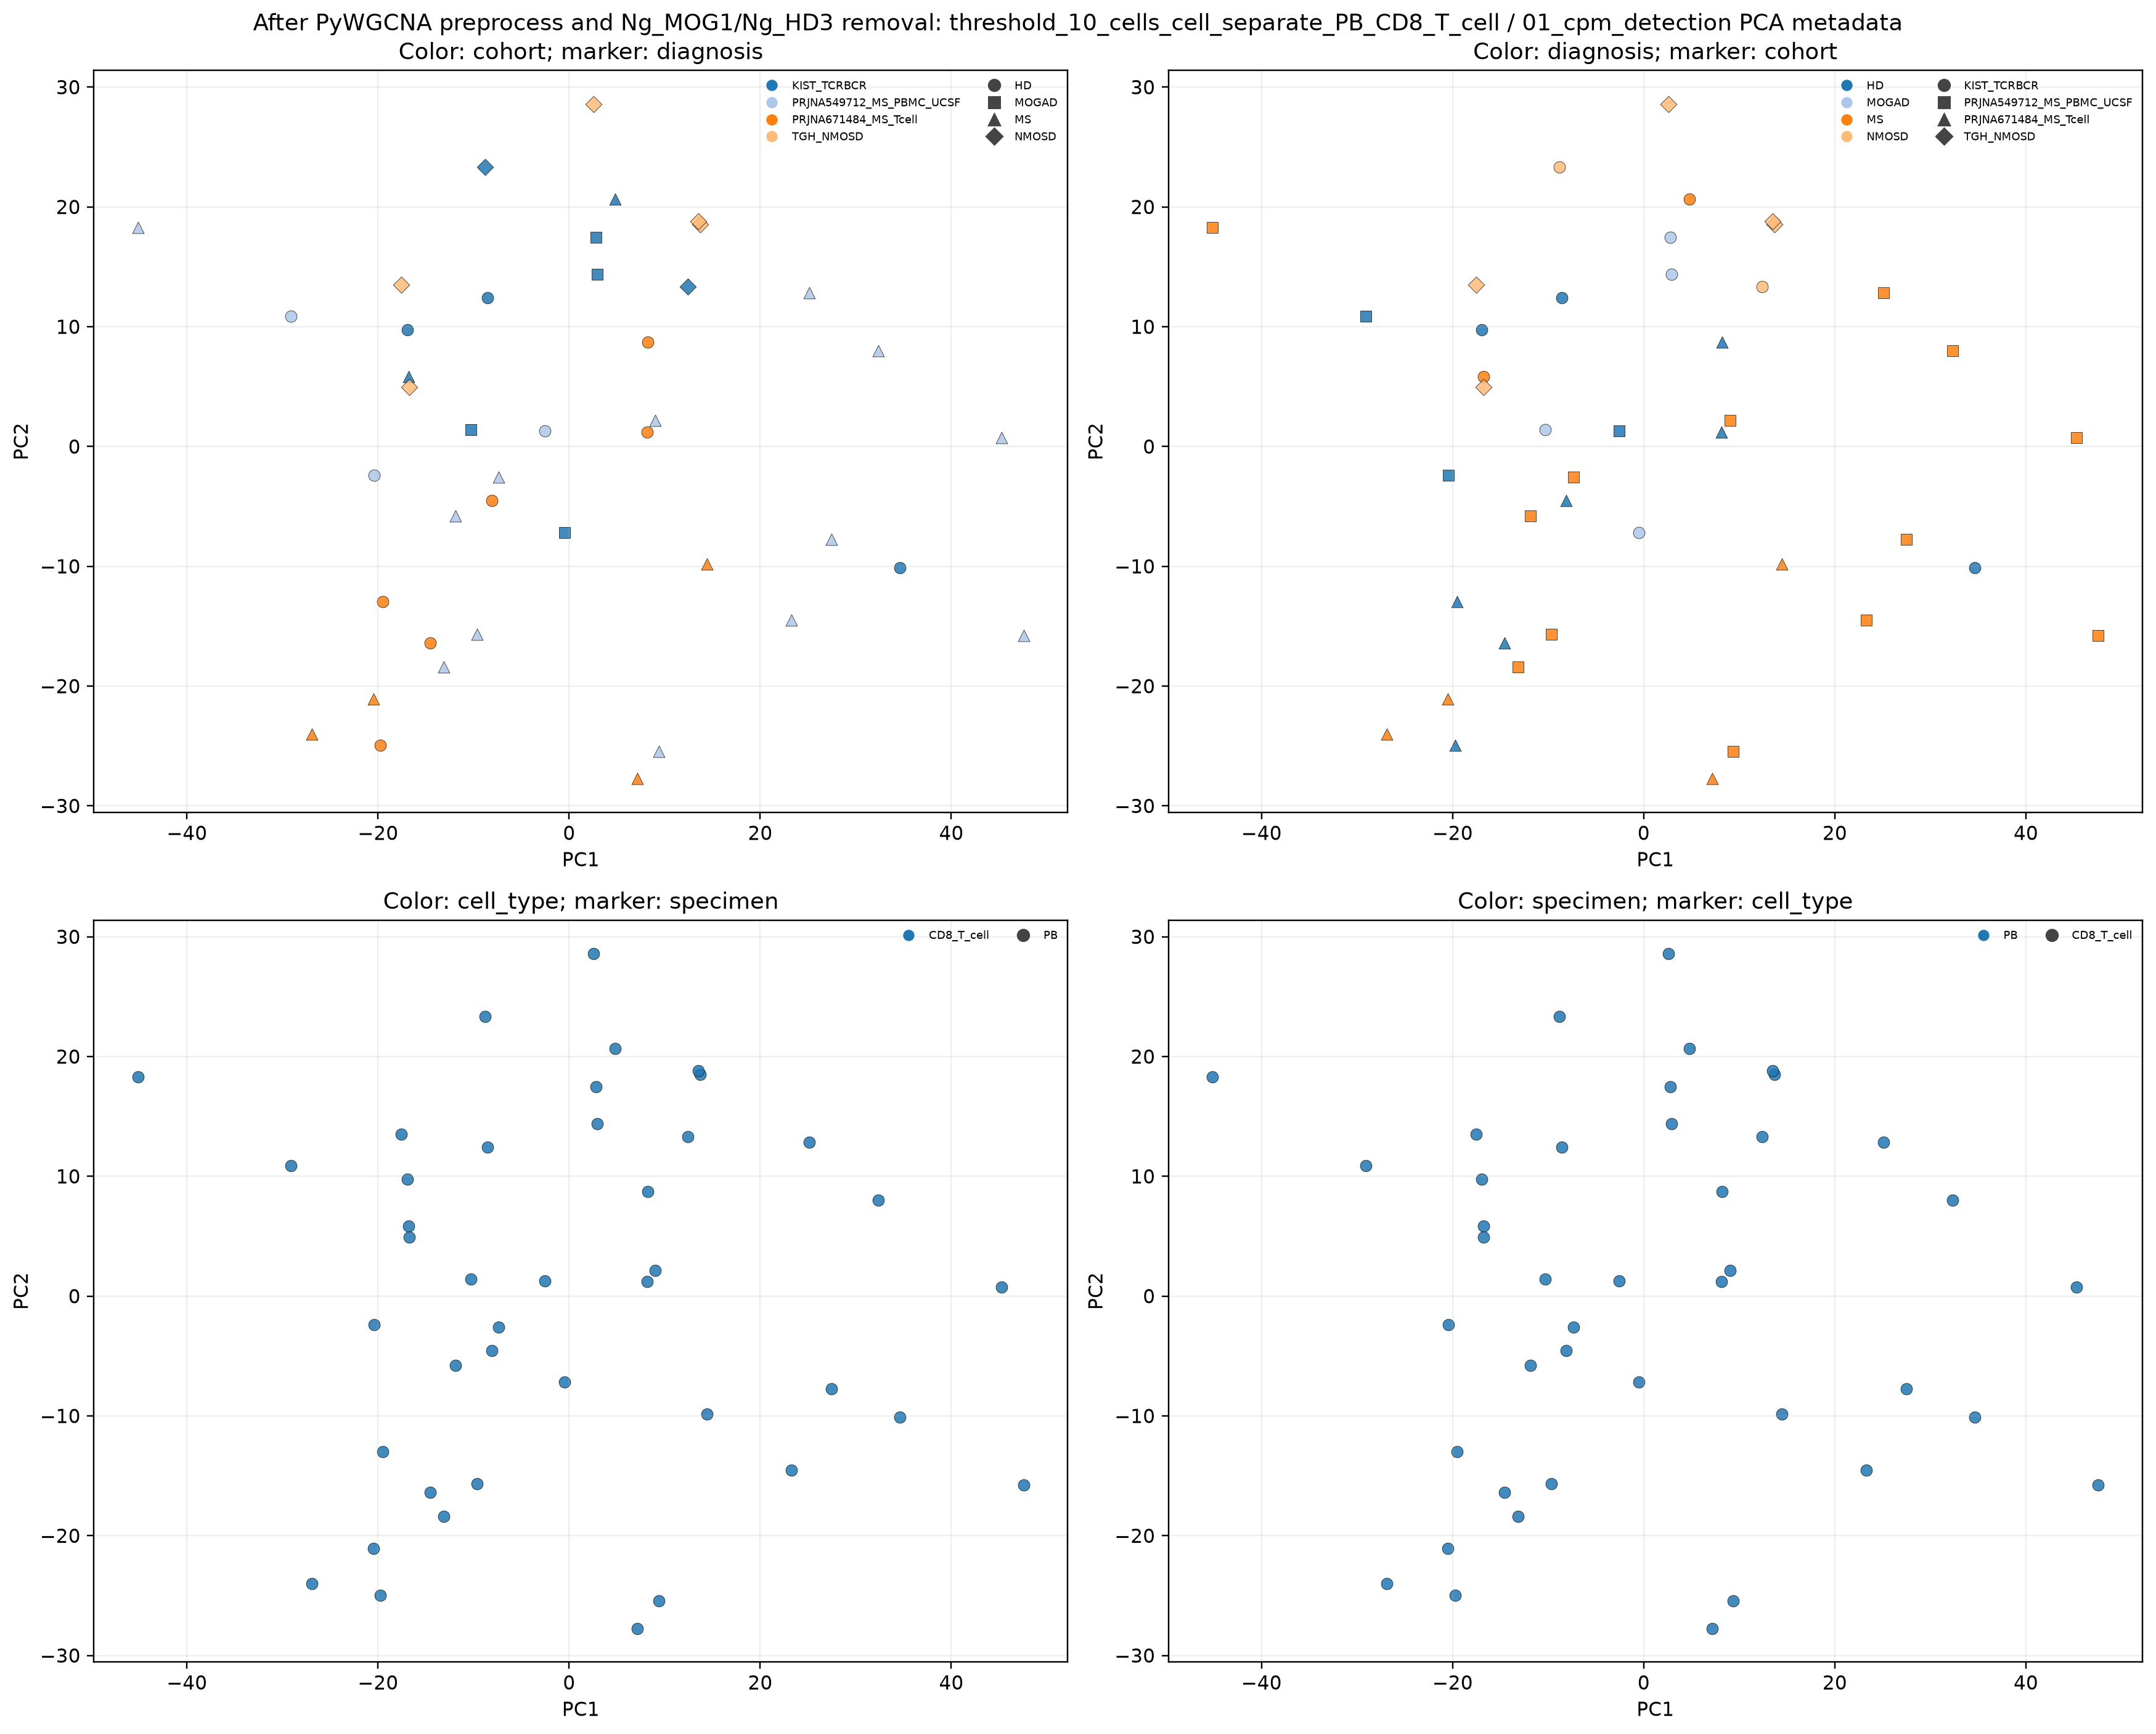 After PyWGCNA preprocess and Ng_MOG1/Ng_HD3 removal: threshold_10_cells_cell_separate_PB_CD8_T_cell / 01_cpm_detection PCA metadata
Color: cohort; marker: diagnosis
KIST_TCRBCR
PRJNA549712_MS_PBMC_UCSF
PRJNA671484_MS_Tcell
TGH_NMOSD
HD
MOGAD
MS
NMOSD
30
20
10
0
−10
−20
−30
PC2
−40
−20
0
20
40
PC1
Color: diagnosis; marker: cohort
HD
MOGAD
MS
NMOSD
KIST_TCRBCR
PRJNA549712_MS_PBMC_UCSF
PRJNA671484_MS_Tcell
TGH_NMOSD
30
20
10
0
−10
−20
−30
PC2
−40
−20
0
20
40
PC1
Color: cell_type; marker: specimen
CD8_T_cell
PB
30
20
10
0
−10
−20
−30
PC2
−40
−20
0
20
40
PC1
Color: specimen; marker: cell_type
PB
CD8_T_cell
30
20
10
0
−10
−20
−30
PC2
−40
−20
0
20
40
PC1